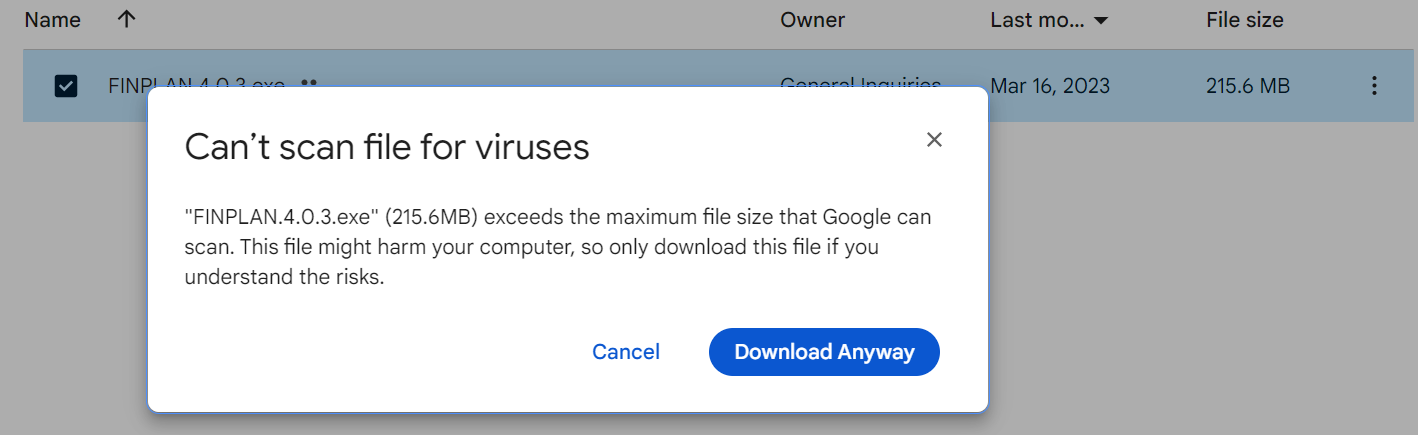 Name Owner Last mo... File size
FINPLAN.4.0.3.exe General Inquiries Mar 16, 2023 215.6 MB
Can’t scan file for viruses
"FINPLAN.4.0.3.exe" (215.6MB) exceeds the maximum file size that Google can
scan. This file might harm your computer, so only download this file if you
understand the risks.
Cancel Download Anyway